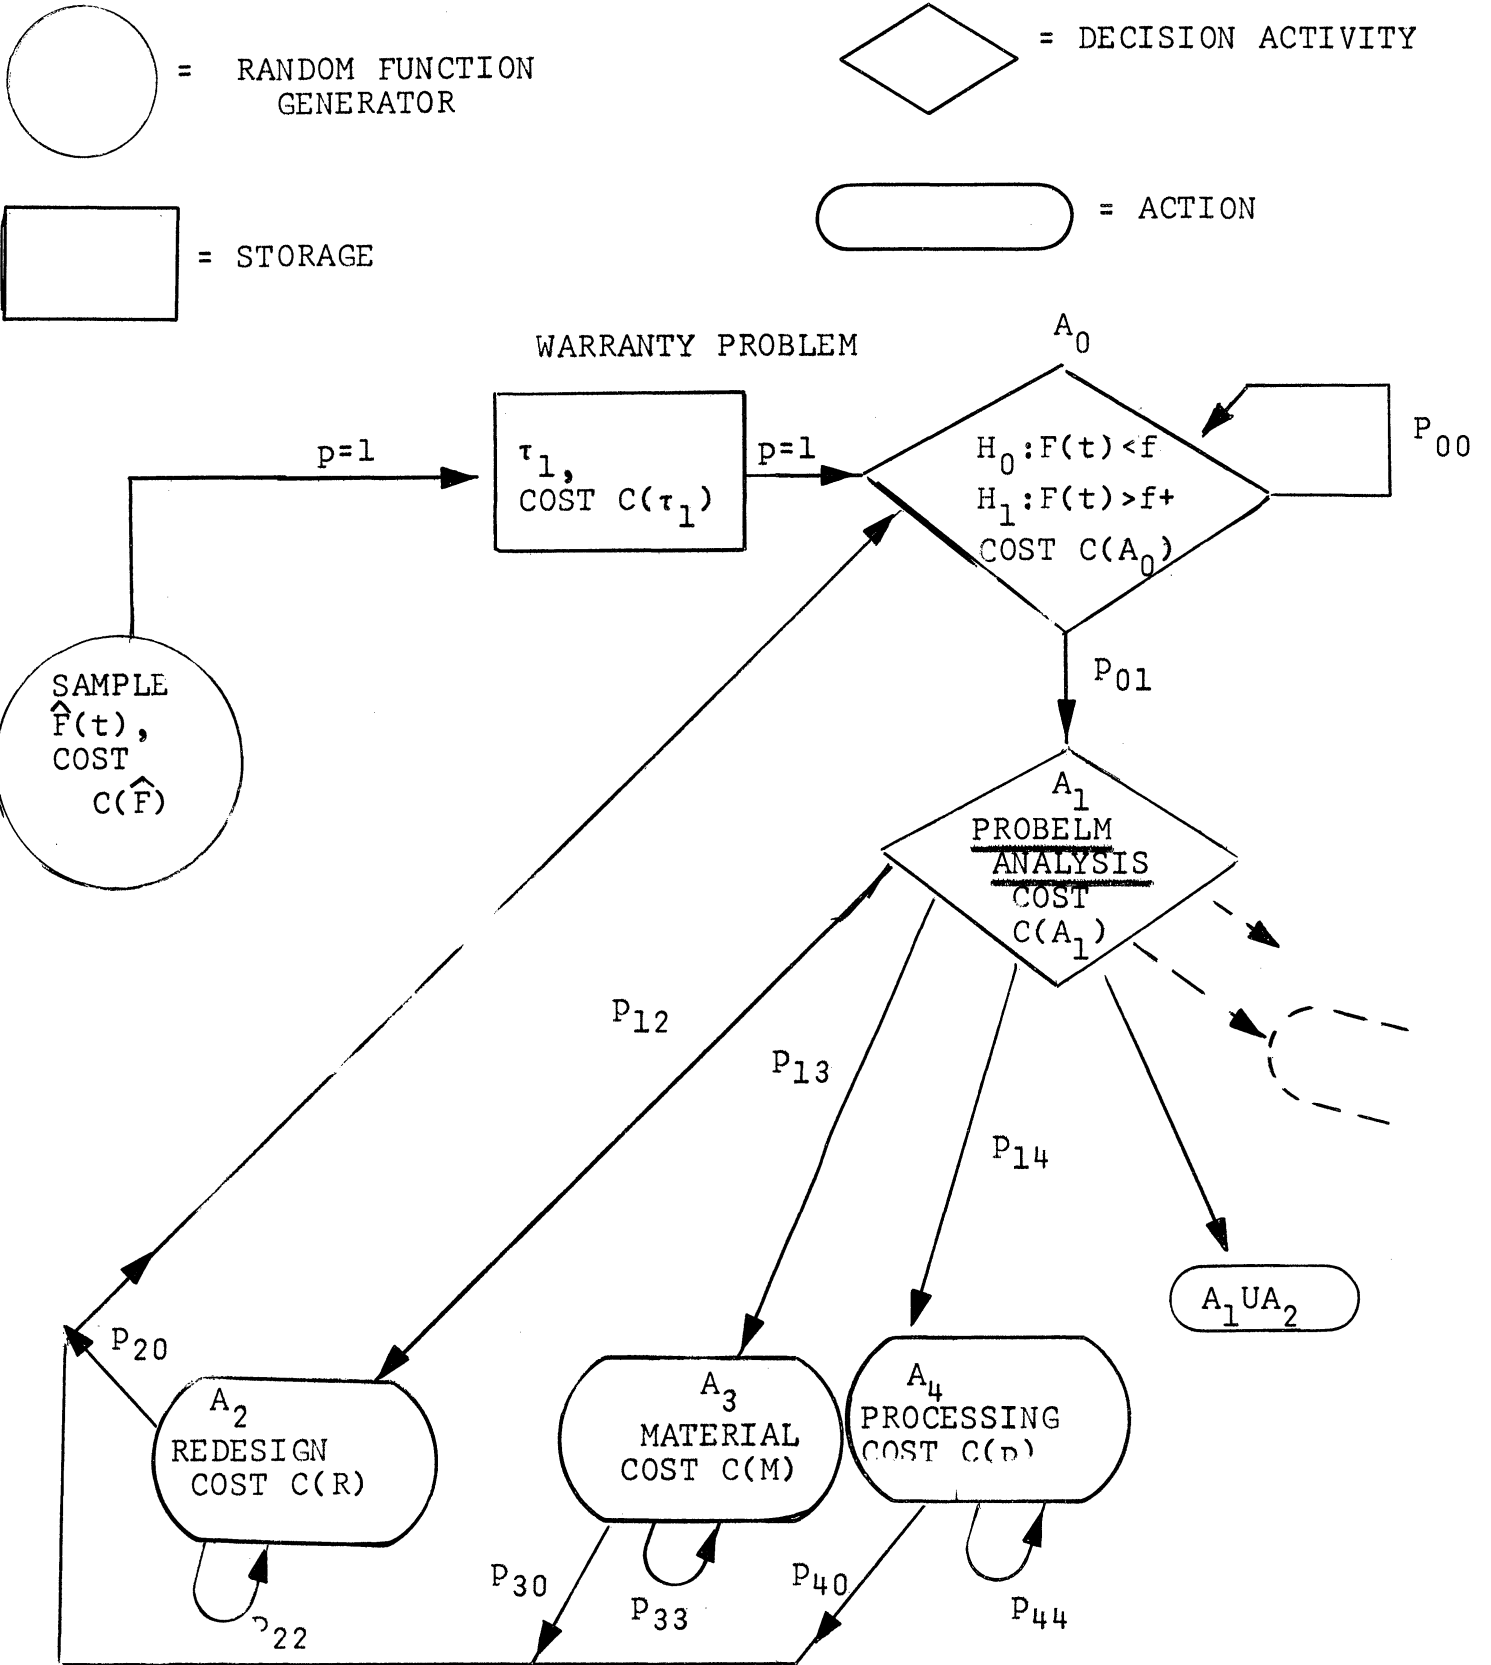 = RANDOM FUNCTION
GENERATOR
= DECISION ACTIVITY
= STORAGE
= ACTION
WARRANTY PROBLEM
A₀
p=1
τ₁,
COST C(τ₁)
p=1
H₀:F(t)<f
H₁:F(t)>f+
COST C(A₀)
P₀₀
SAMPLE
F̂(t),
COST
C(F̂)
P₀₁
A₁
PROBELM
ANALYSIS
COST
C(A₁)
P₁₂
P₁₃
P₁₄
A₁UA₂
P₂₀
A₂
REDESIGN
COST C(R)
A₃
MATERIAL
COST C(M)
A₄
PROCESSING
COST
P₃₀
P₃₃
P₄₀
P₄₄
P₂₂